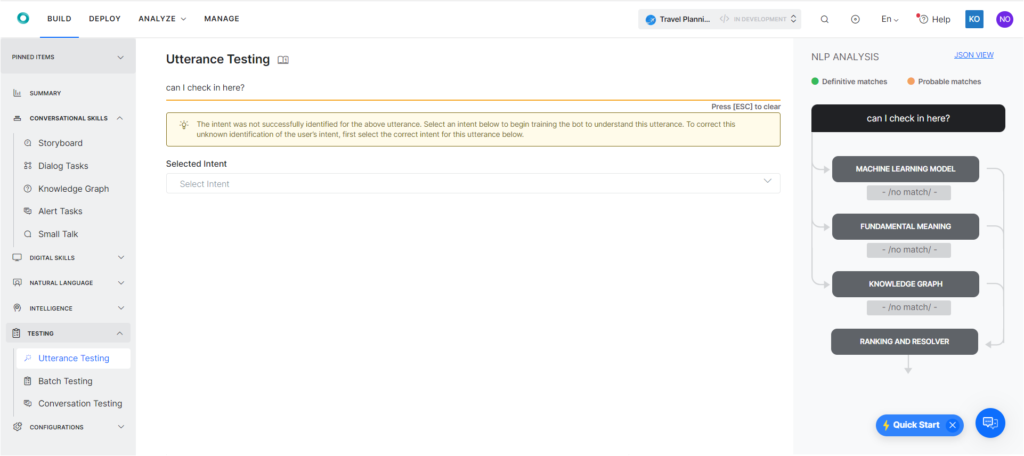 BUILD DEPLOY ANALYZE MANAGE Travel Planni... IN DEVELOPMENT En Help KO NO
PINNED ITEMS
SUMMARY
CONVERSATIONAL SKILLS
Storyboard
Dialog Tasks
Knowledge Graph
Alert Tasks
Small Talk
DIGITAL SKILLS
NATURAL LANGUAGE
INTELLIGENCE
TESTING
Utterance Testing
Batch Testing
Conversation Testing
CONFIGURATIONS
Utterance Testing
can I check in here?
Press [ESC] to clear
The intent was not successfully identified for the above utterance. Select an intent below to begin training the bot to understand this utterance. To correct this
unknown identification of the user's intent, first select the correct intent for this utterance below.
Selected Intent
Select Intent
NLP ANALYSIS JSON VIEW
Definitive matches Probable matches
can I check in here?
MACHINE LEARNING MODEL
- /no match/ -
FUNDAMENTAL MEANING
- /no match/ -
KNOWLEDGE GRAPH
- /no match/ -
RANKING AND RESOLVER
Quick Start